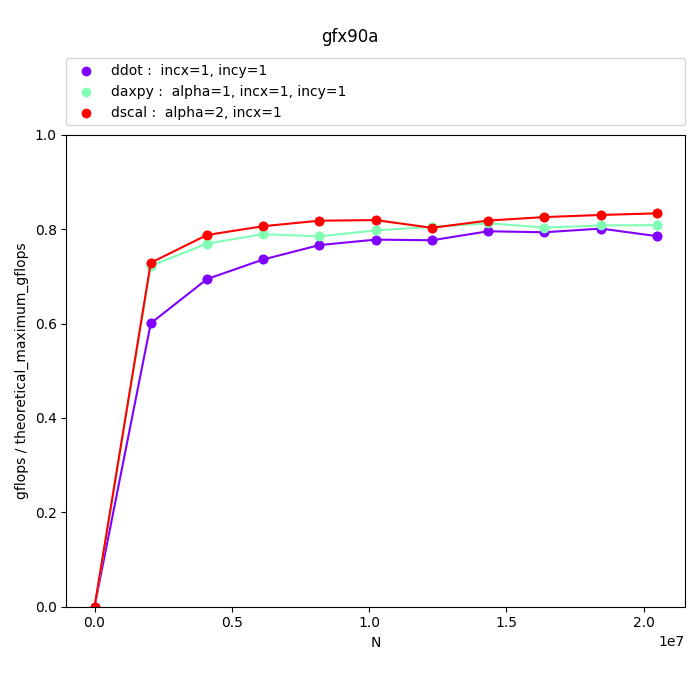 gfx90a
ddot :  incx=1, incy=1
daxpy :  alpha=1, incx=1, incy=1
dscal :  alpha=2, incx=1
gflops / theoretical_maximum_gflops
1.0
0.8
0.6
0.4
0.2
0.0
0.0 0.5 1.0 1.5 2.0
1e7
N